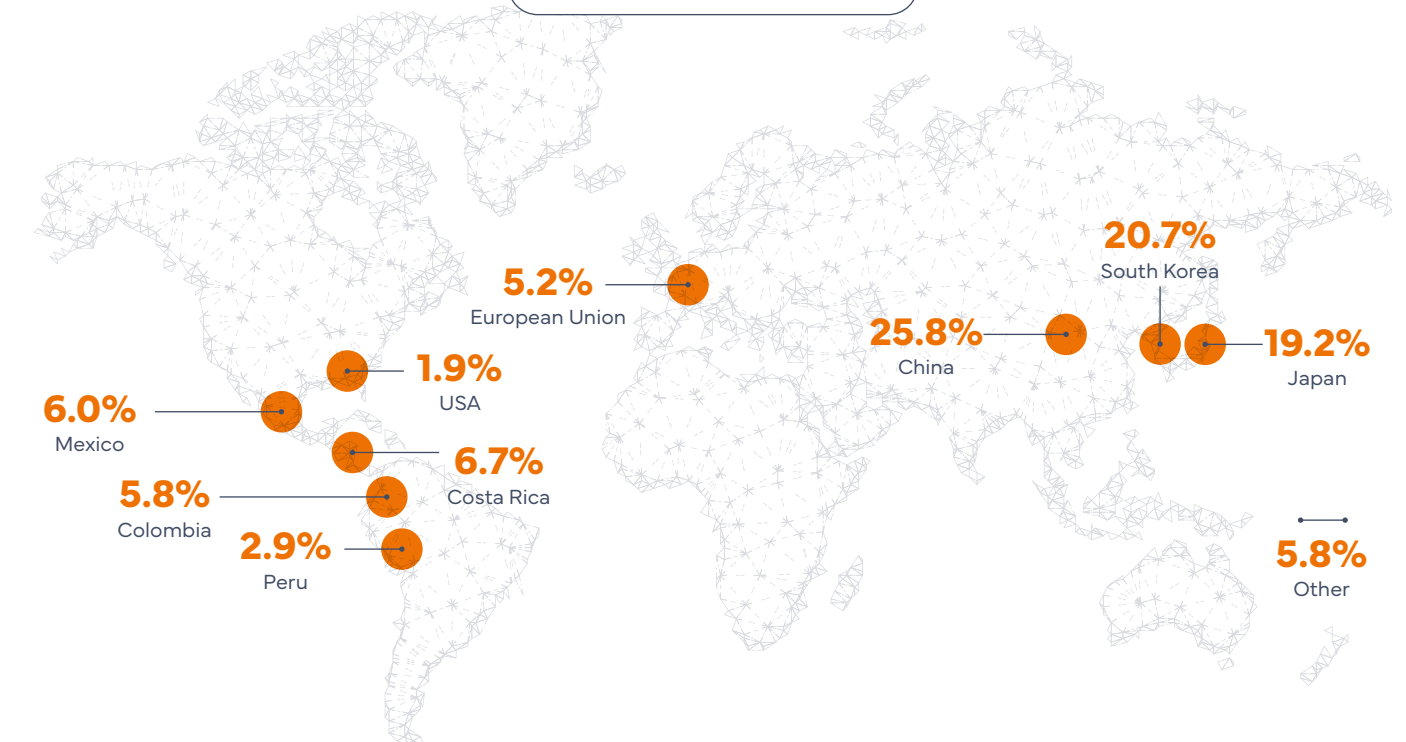 20.7%
South Korea
5.2%
European Union
25.8%
China
19.2%
Japan
1.9%
USA
6.0%
Mexico
6.7%
Costa Rica
5.8%
Colombia
2.9%
Peru
5.8%
Other